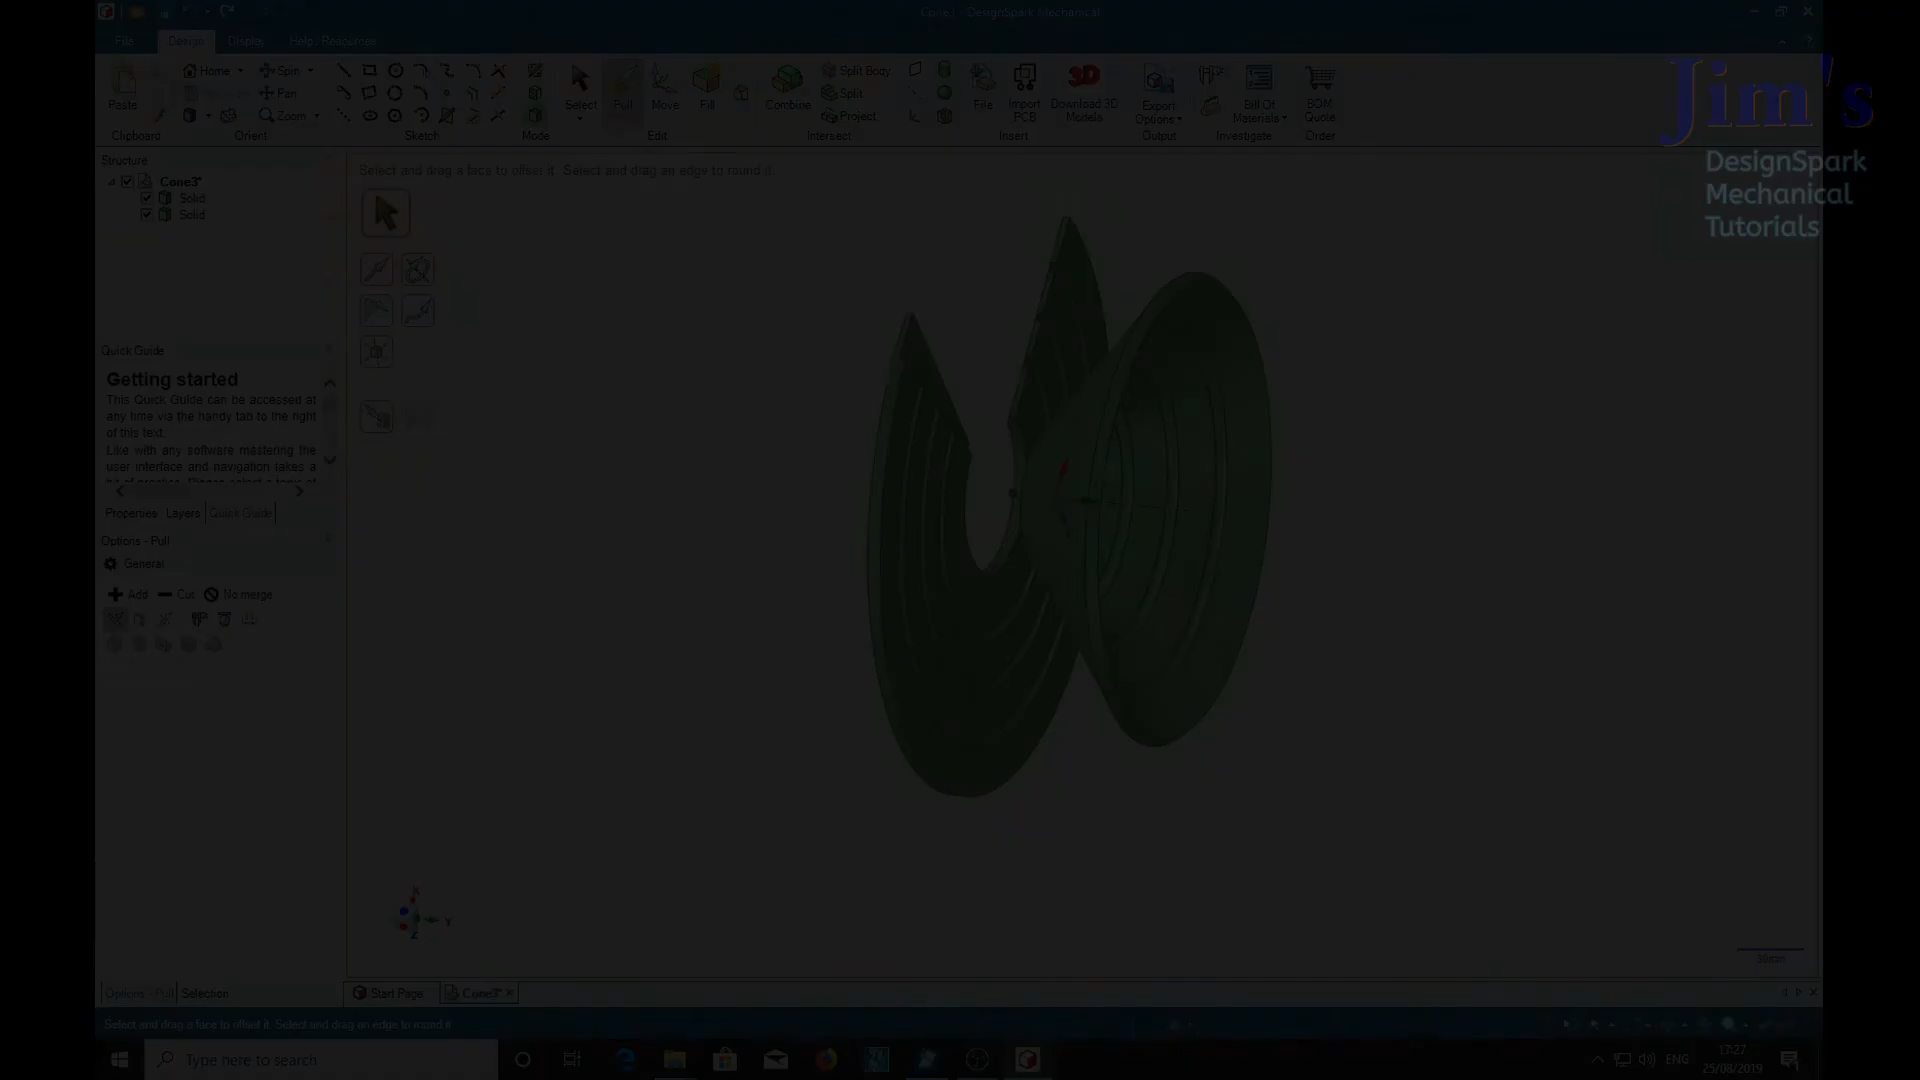 Cone3* - DesignSpark Mechanical
File Design Display Help / Resources
Jim's
DesignSpark
Mechanical
Tutorials
Paste
Home Spin
Pan
Zoom
Select Pull Move Fill
Combine
Split Body
Split
Project
File
Import
PCB
Download 3D
Models
Export
Options
Bill Of
Materials
BOM
Quote
Clipboard Orient Sketch Mode Edit Intersect Insert Output Investigate Order
Structure
Cone3*
Solid
Solid
Select and drag a face to offset it. Select and drag an edge to round it.
Quick Guide
Getting started
This Quick Guide can be accessed at
any time via the handy tab to the right
of this text.
Like with any software mastering the
user interface and navigation takes a
Properties Layers Quick Guide
Options - Pull
General
Add Cut No merge
X
Y
Z
50mm
Options - Pull Selection
Start Page Cone3*
Select and drag a face to offset it. Select and drag an edge to round it
Type here to search
ENG
17:27
25/08/2019